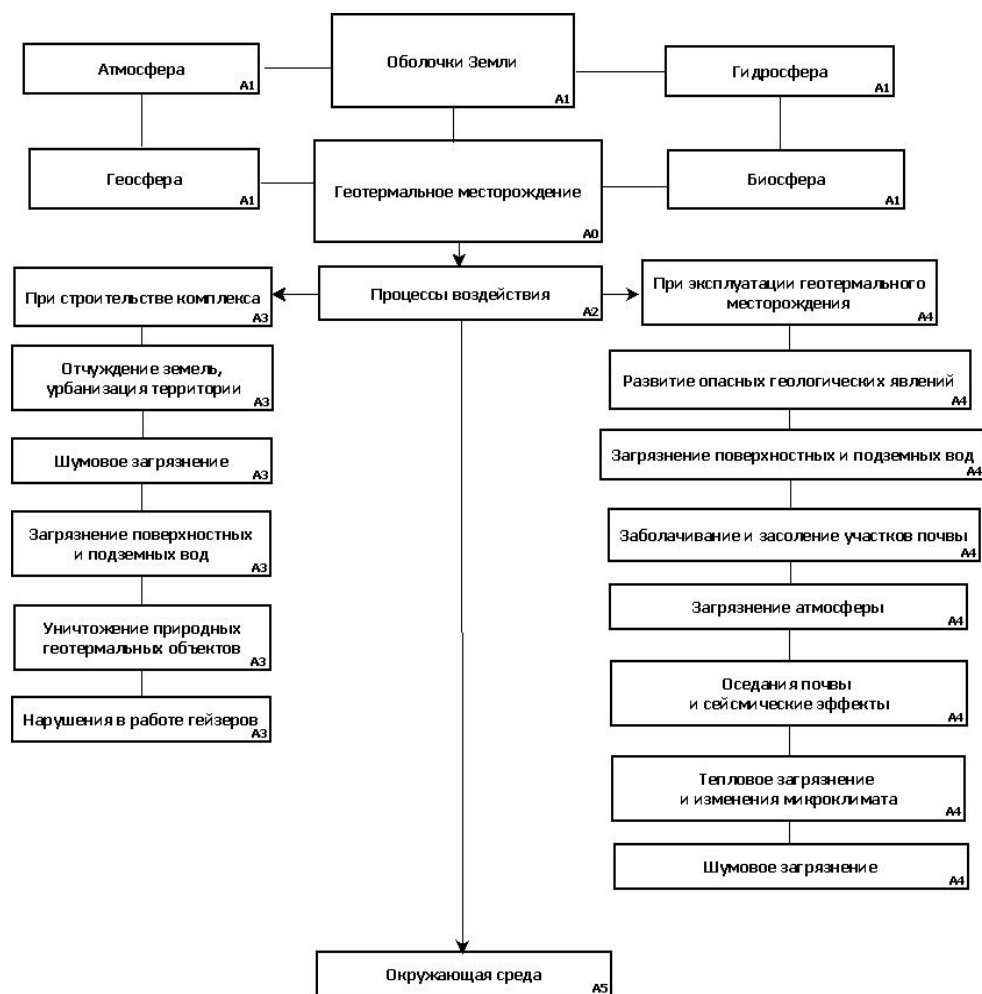 Атмосфера
A1
Оболочки Земли
A1
Гидросфера
A1
Геосфера
A1
Геотермальное месторождение
A0
Биосфера
A1
При строительстве комплекса
A3
Процессы воздействия
A2
При эксплуатации геотермального
месторождения
A4
Отчуждение земель,
урбанизация территории
A3
Шумовое загрязнение
A3
Загрязнение поверхностных
и подземных вод
A3
Уничтожение природных
геотермальных объектов
A3
Нарушения в работе гейзеров
A3
Развитие опасных геологических явлений
A4
Загрязнение поверхностных и подземных вод
A4
Заболачивание и засоление участков почвы
A4
Загрязнение атмосферы
A4
Оседания почвы
и сейсмические эффекты
A4
Тепловое загрязнение
и изменения микроклимата
A4
Шумовое загрязнение
A4
Окружающая среда
A5